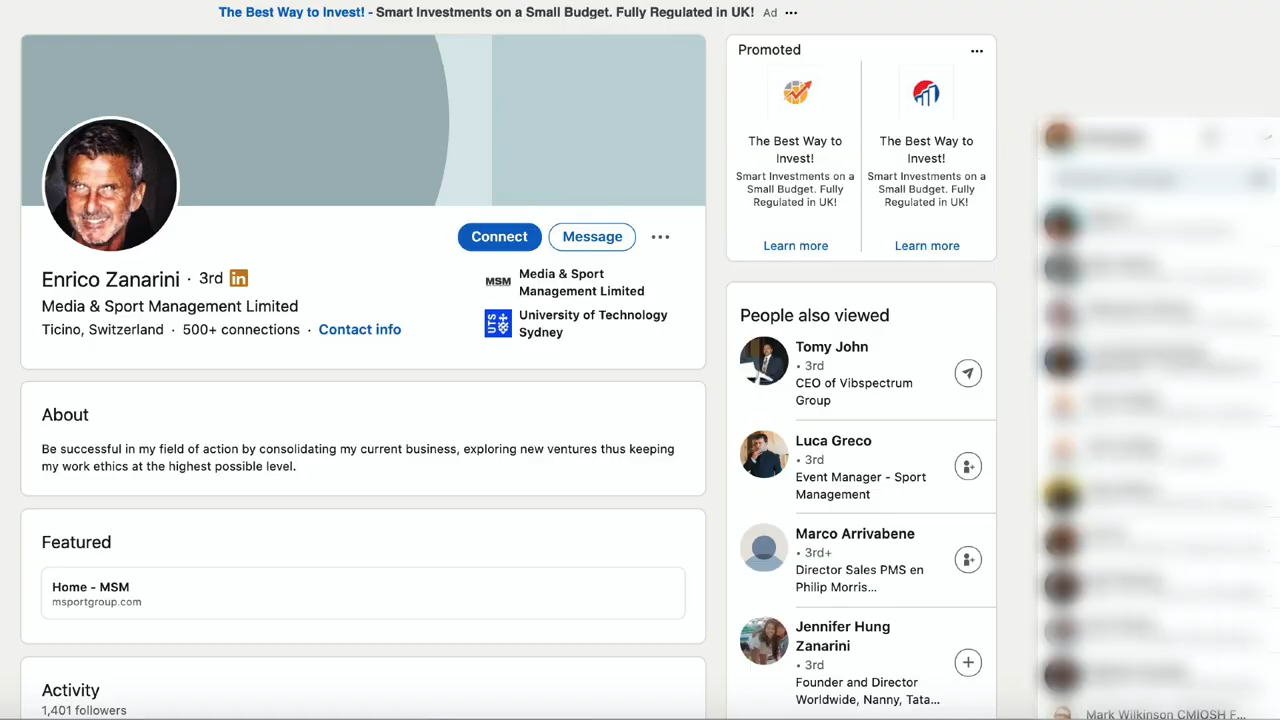 The Best Way to Invest! - Smart Investments on a Small Budget. Fully Regulated in UK! Ad •••
Enrico Zanarini · 3rd in
Media & Sport Management Limited
Ticino, Switzerland · 500+ connections · Contact info
Connect
Message
MSM Media & Sport
Management Limited
UTS University of Technology
Sydney
About
Be successful in my field of action by consolidating my current business, exploring new ventures thus keeping
my work ethics at the highest possible level.
Featured
Home - MSM
msportgroup.com
Activity
1,401 followers
Promoted
The Best Way to
Invest!
Smart Investments on a
Small Budget. Fully
Regulated in UK!
Learn more
The Best Way to
Invest!
Smart Investments on a
Small Budget. Fully
Regulated in UK!
Learn more
People also viewed
Tomy John
• 3rd
CEO of Vibspectrum
Group
Luca Greco
• 3rd
Event Manager - Sport
Management
Marco Arrivabene
• 3rd+
Director Sales PMS en
Philip Morris...
Jennifer Hung
Zanarini
• 3rd
Founder and Director
Worldwide, Nanny, Tata...
Mark Wilkinson CMIOSH F...